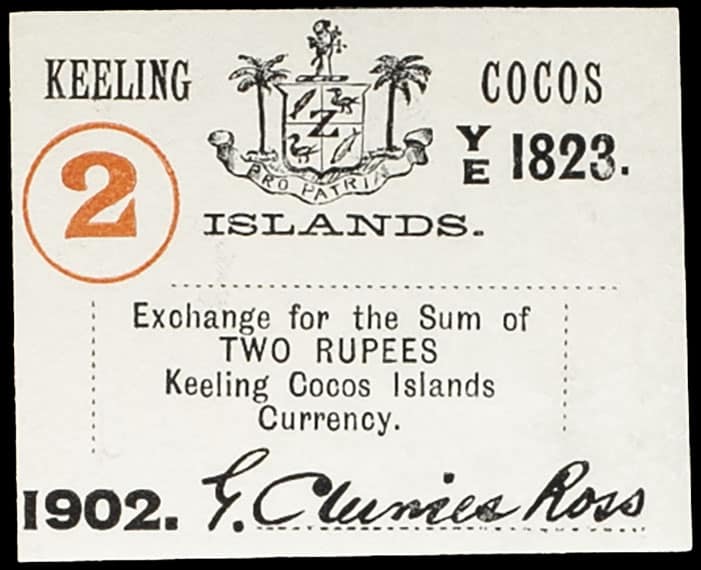 KEELING COCOS
Z
PRO PATRIA
YE 1823.
2
ISLANDS.
Exchange for the Sum of
TWO RUPEES
Keeling Cocos Islands
Currency.
1902. G. Clunies Ross